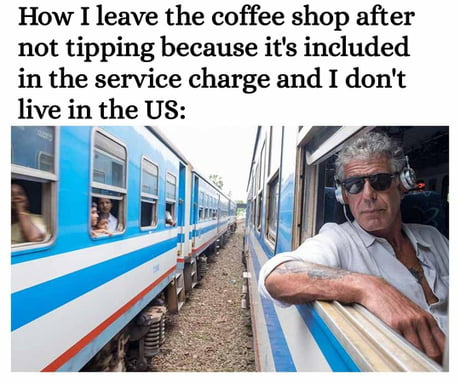 How I leave the coffee shop after
not tipping because it's included
in the service charge and I don't
live in the US: